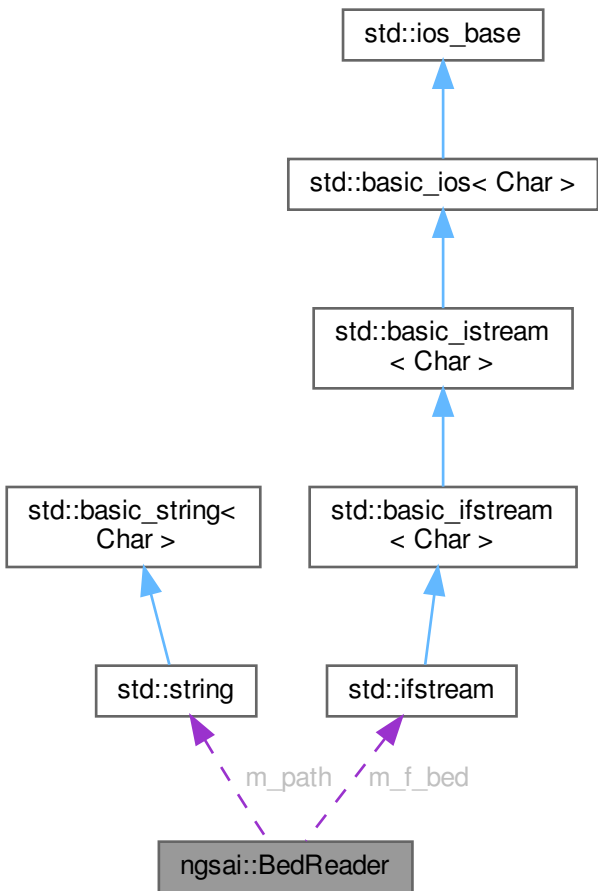 std::ios_base
std::basic_ios< Char >
std::basic_istream
< Char >
std::basic_string<
Char >
std::basic_ifstream
< Char >
std::string
std::ifstream
m_path
m_f_bed
ngsai::BedReader